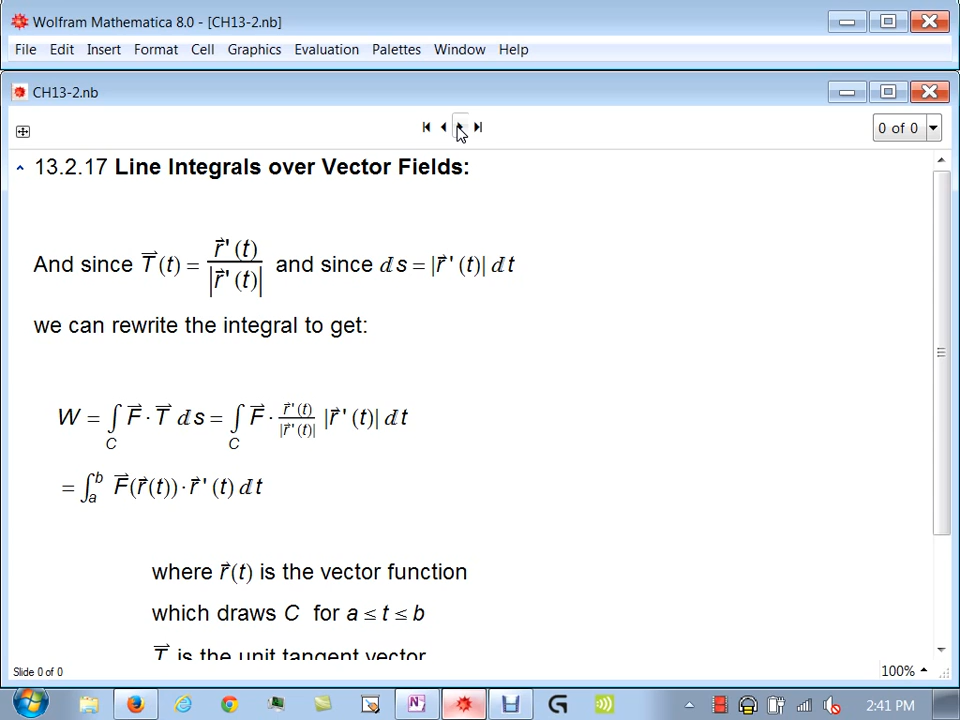 Wolfram Mathematica 8.0 - [CH13-2.nb]
File Edit Insert Format Cell Graphics Evaluation Palettes Window Help
CH13-2.nb
0 of 0
13.2.17 Line Integrals over Vector Fields:
And since T⃗(t) = r⃗'(t) / |r⃗'(t)| and since ⅆs = |r⃗'(t)| ⅆt
we can rewrite the integral to get:
W = ∫_C F⃗ · T⃗ ⅆs = ∫_C F⃗ · r⃗'(t)/|r⃗'(t)| |r⃗'(t)| ⅆt
= ∫_a^b F⃗(r⃗(t)) · r⃗'(t) ⅆt
where r⃗(t) is the vector function
which draws C for a ≤ t ≤ b
T⃗ is the unit tangent vector
Slide 0 of 0
100%
2:41 PM